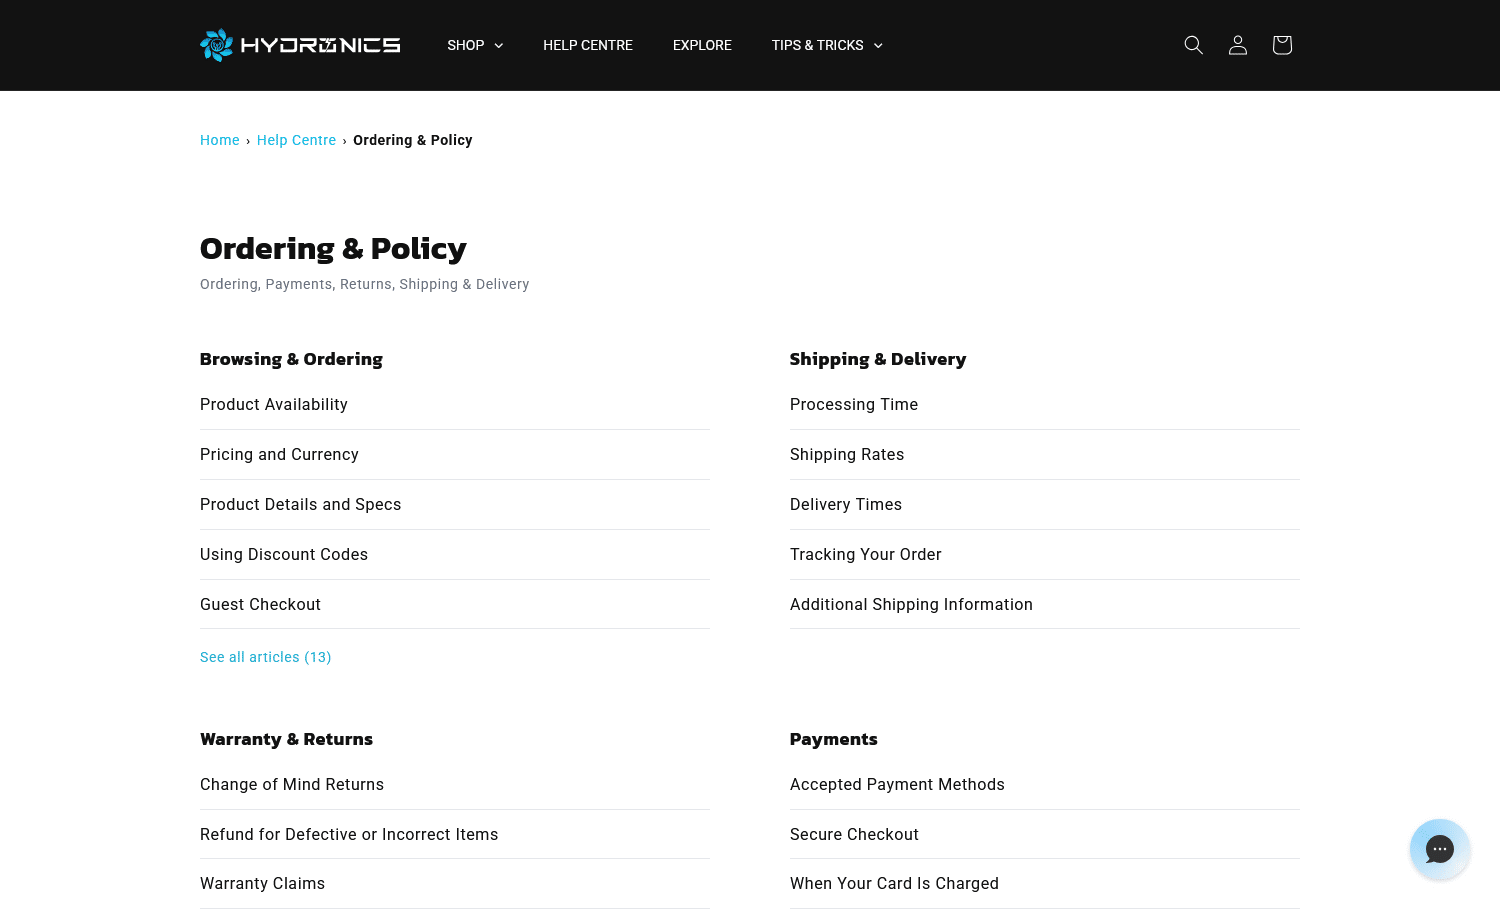 HYDRONICS
SHOP
HELP CENTRE
EXPLORE
TIPS & TRICKS
Home › Help Centre › Ordering & Policy
Ordering & Policy
Ordering, Payments, Returns, Shipping & Delivery
Browsing & Ordering
Product Availability
Pricing and Currency
Product Details and Specs
Using Discount Codes
Guest Checkout
See all articles (13)
Shipping & Delivery
Processing Time
Shipping Rates
Delivery Times
Tracking Your Order
Additional Shipping Information
Warranty & Returns
Change of Mind Returns
Refund for Defective or Incorrect Items
Warranty Claims
Payments
Accepted Payment Methods
Secure Checkout
When Your Card Is Charged